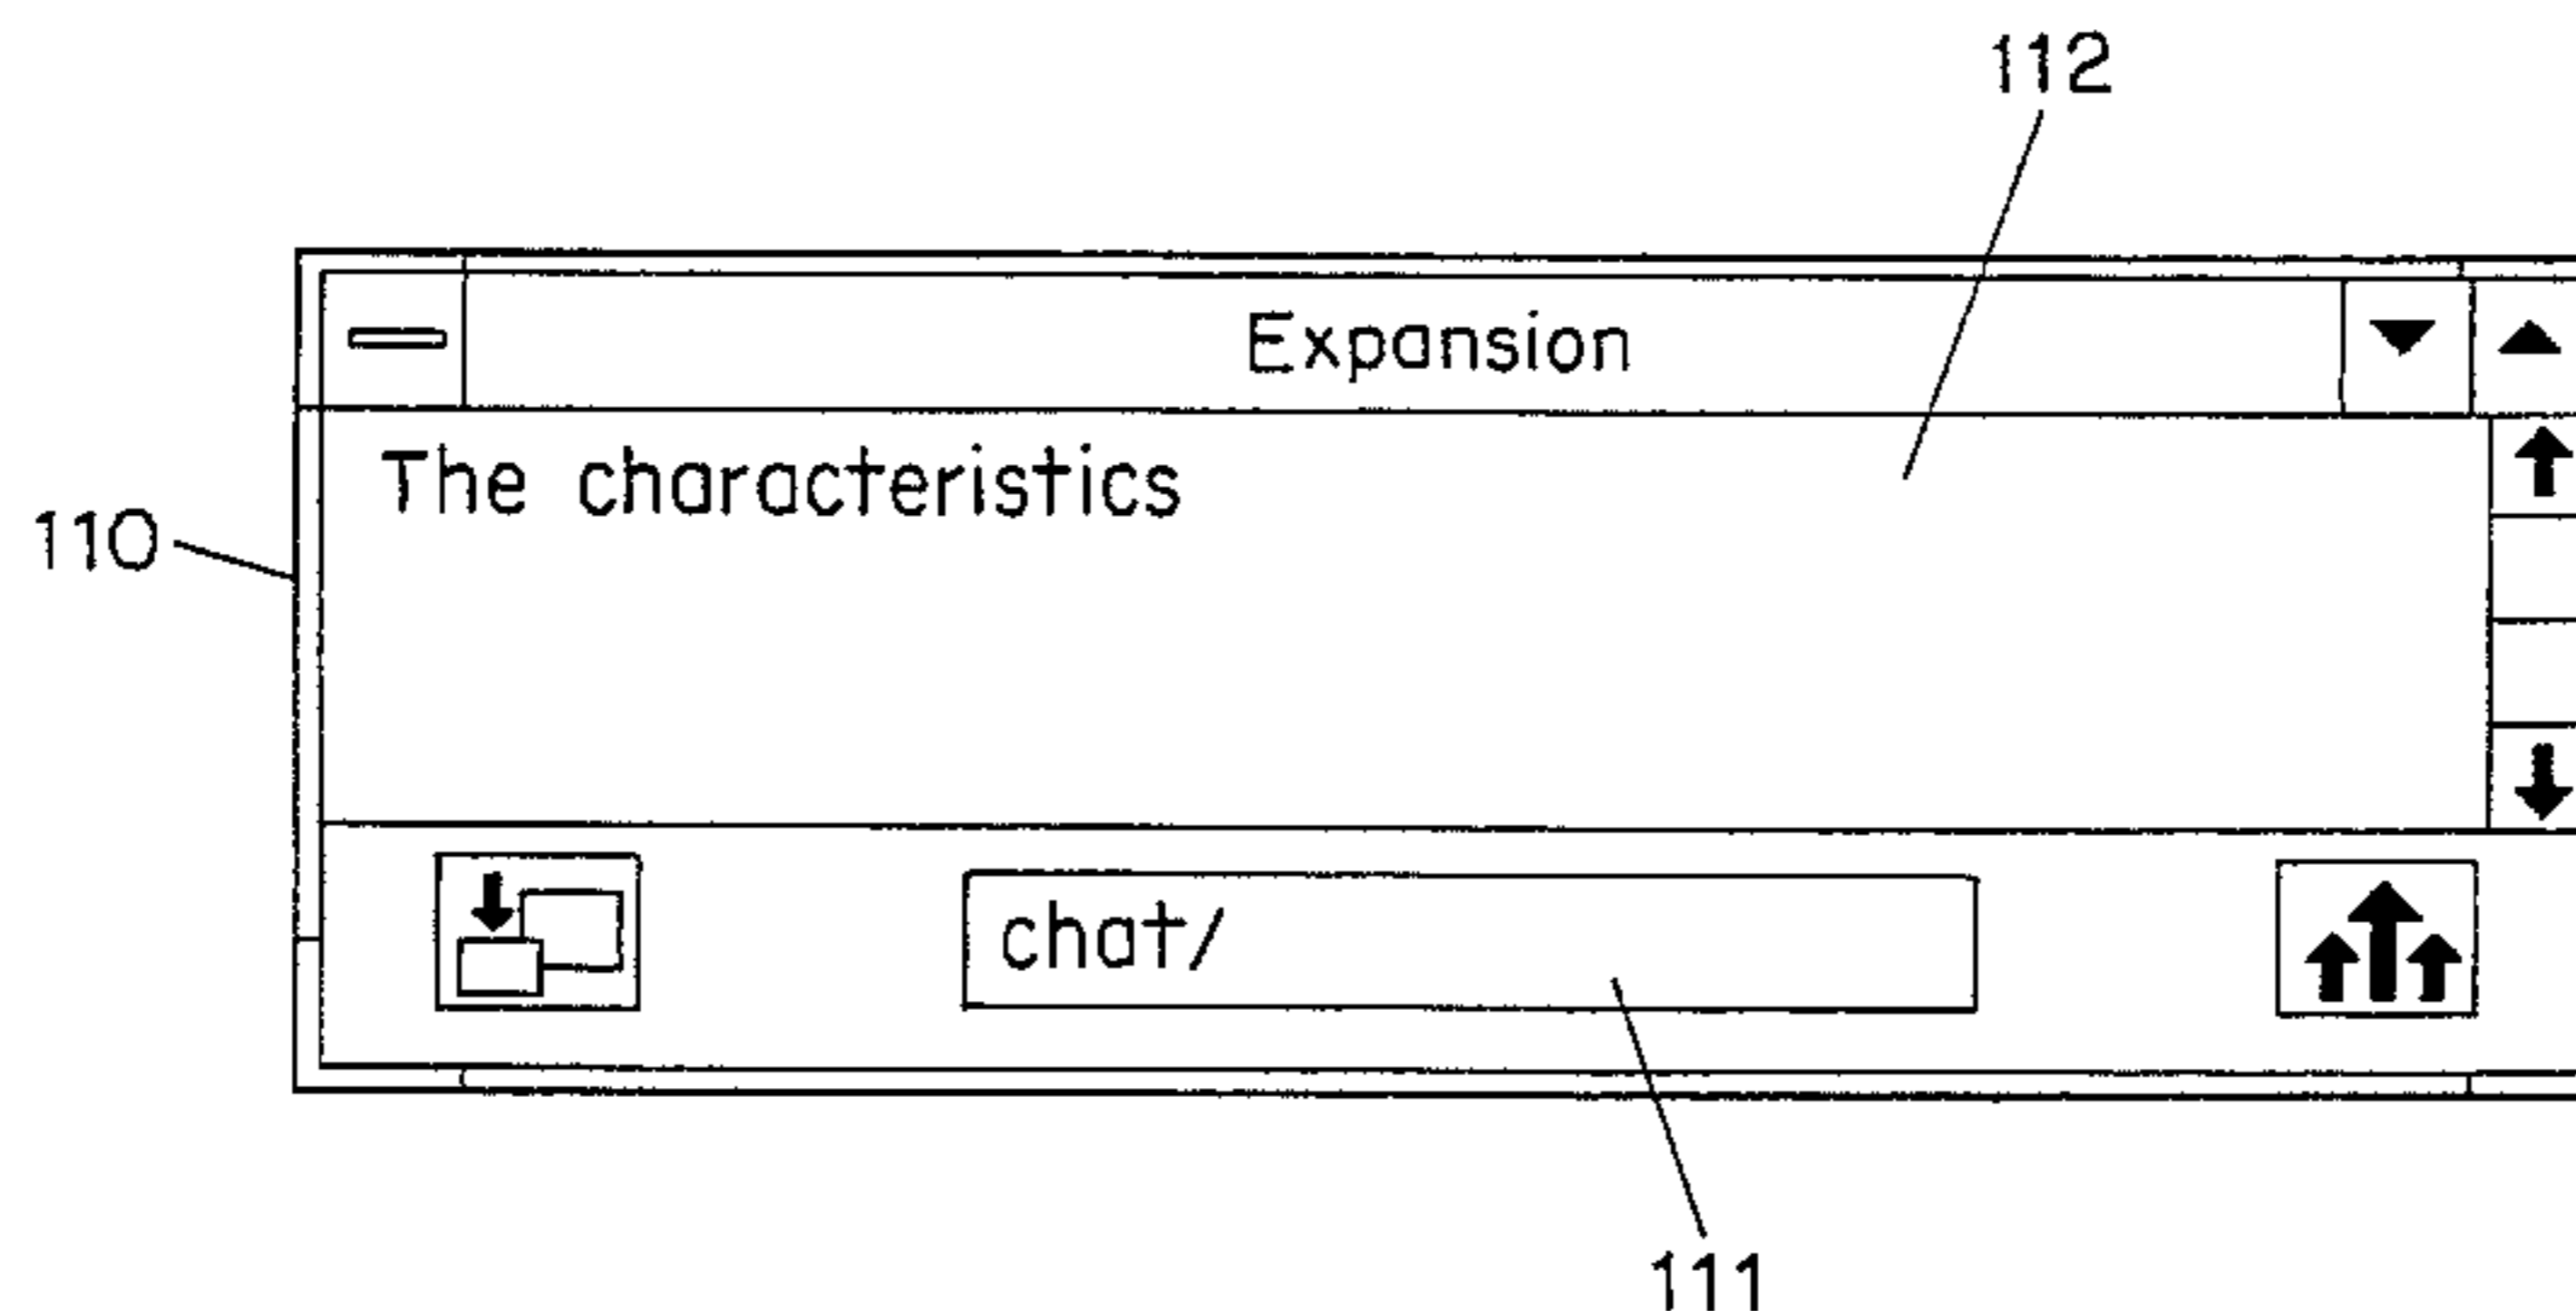 112
Expansion
The characteristics
110
chat/
111